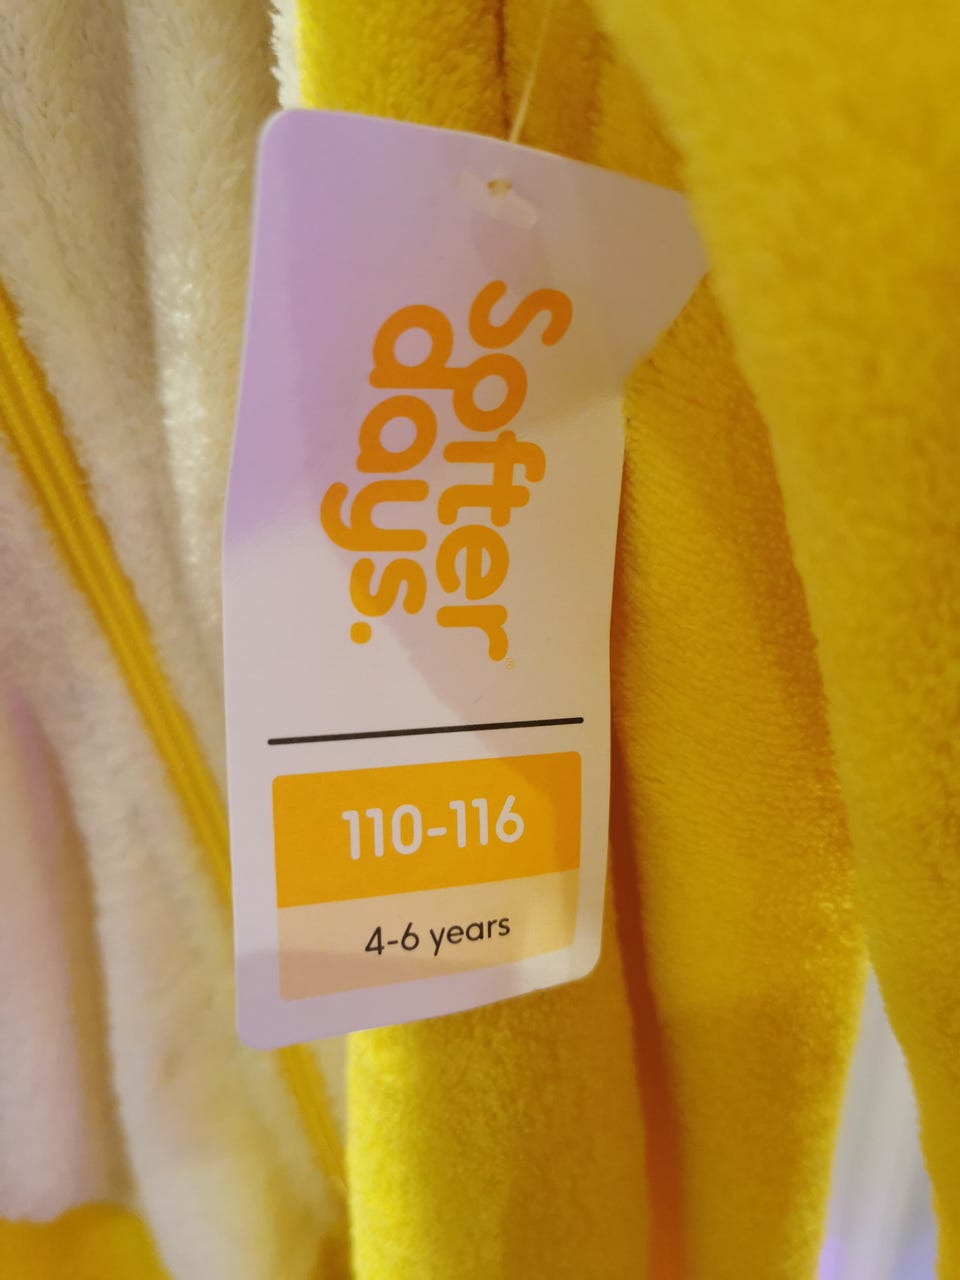 Softer
days.
110-116
4-6 years